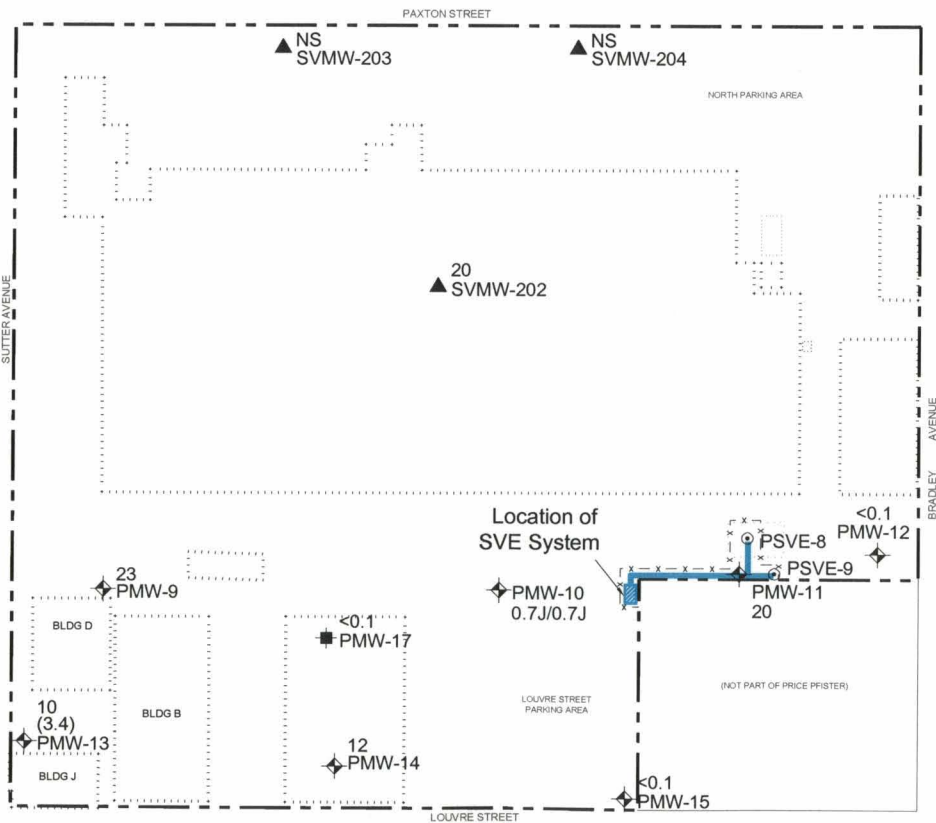 PAXTON STREET
NS
SVMW-203
NS
SVMW-204
NORTH PARKING AREA
SUTTER AVENUE
20
SVMW-202
BRADLEY AVENUE
Location of
SVE System
<0.1
PMW-12
PSVE-8
PSVE-9
23
PMW-9
PMW-10
0.7J/0.7J
PMW-11
20
BLDG D
<0.1
PMW-17
(NOT PART OF PRICE PFISTER)
LOUVRE STREET
PARKING AREA
BLDG B
10
(3.4)
PMW-13
12
PMW-14
BLDG J
<0.1
PMW-15
LOUVRE STREET